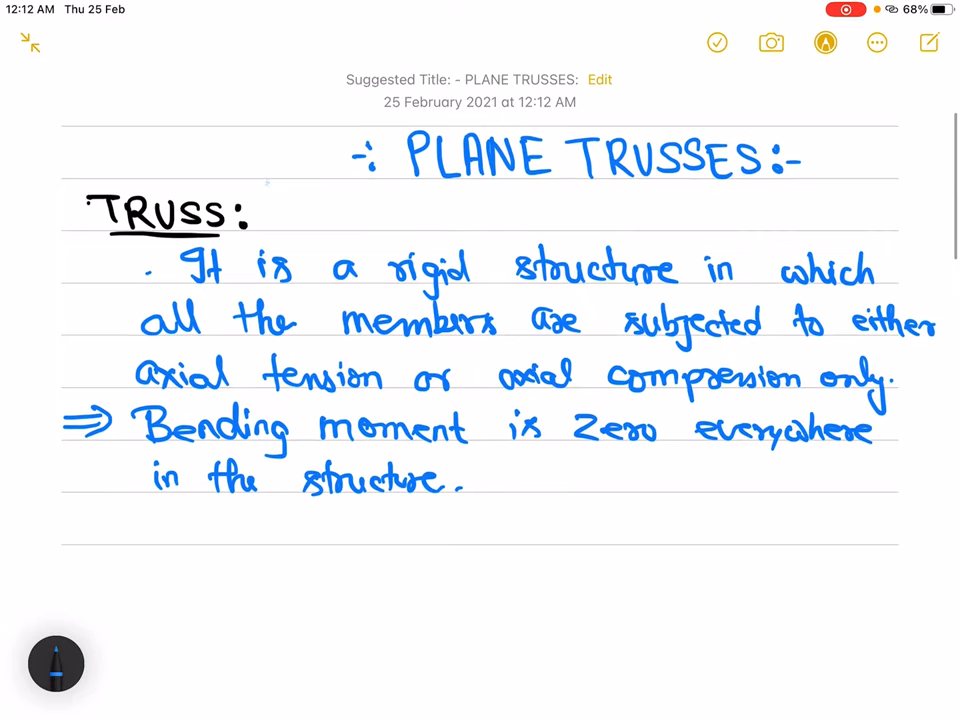 12:12 AM Thu 25 Feb 68%
Suggested Title: - PLANE TRUSSES: Edit
25 February 2021 at 12:12 AM
-: PLANE TRUSSES:-
TRUSS:
. It is a rigid structure in which
all the members are subjected to either
axial tension or axial compression only.
⇒ Bending moment is zero everywhere
in the structure.